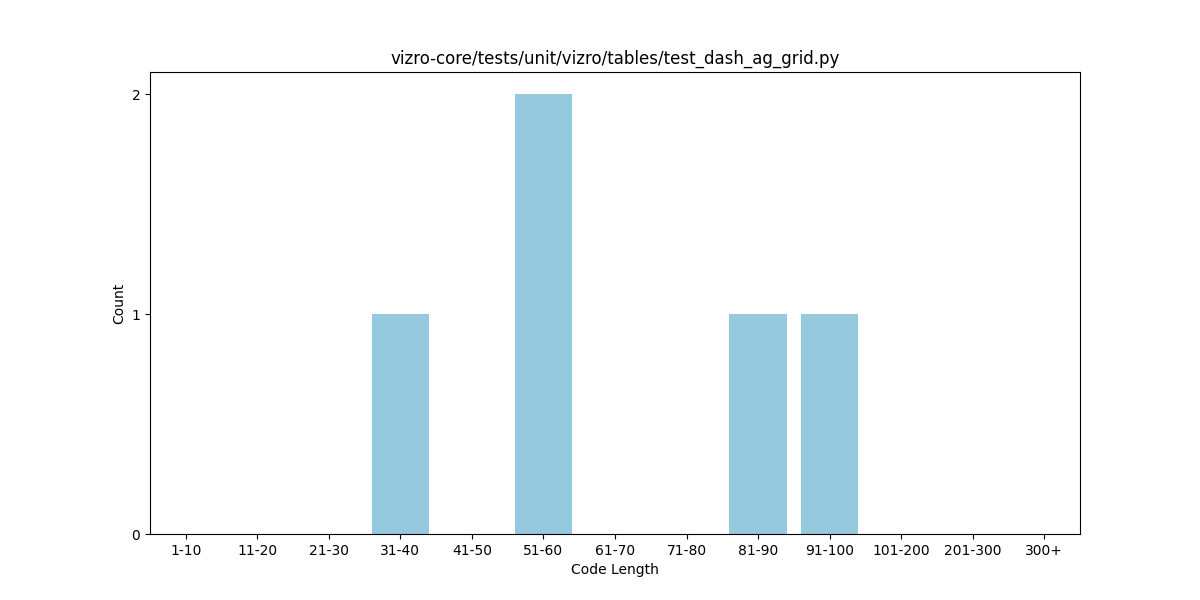 vizro-core/tests/unit/vizro/tables/test_dash_ag_grid.py
2
1
0
Count
1-10 11-20 21-30 31-40 41-50 51-60 61-70 71-80 81-90 91-100 101-200 201-300 300+
Code Length